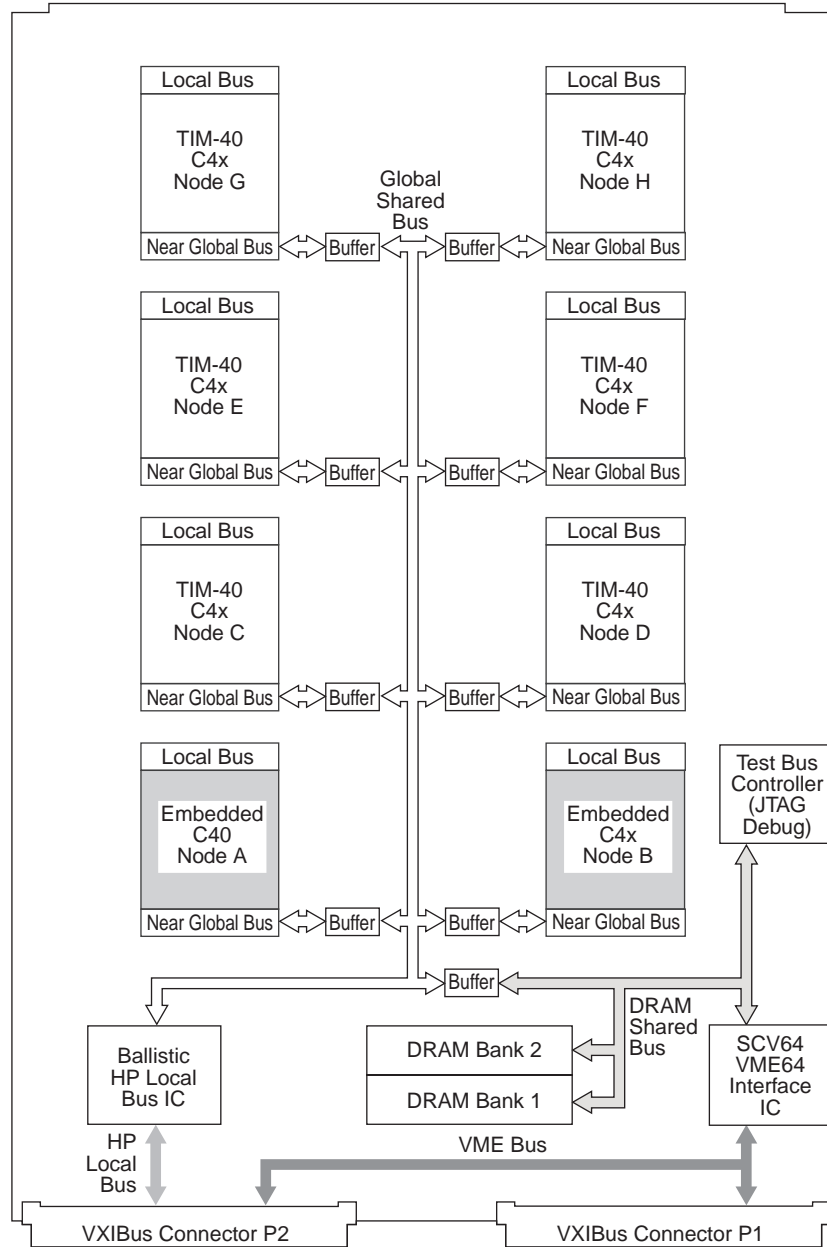 Local Bus
TIM-40
C4x
Node G
Near Global Bus
Buffer
Global
Shared
Bus
Buffer
Local Bus
TIM-40
C4x
Node H
Near Global Bus
Local Bus
TIM-40
C4x
Node E
Near Global Bus
Buffer
Buffer
Local Bus
TIM-40
C4x
Node F
Near Global Bus
Local Bus
TIM-40
C4x
Node C
Near Global Bus
Buffer
Buffer
Local Bus
TIM-40
C4x
Node D
Near Global Bus
Local Bus
Embedded
C40
Node A
Near Global Bus
Buffer
Buffer
Local Bus
Embedded
C4x
Node B
Near Global Bus
Test Bus
Controller
(JTAG
Debug)
Buffer
DRAM
Shared
Bus
Ballistic
HP Local
Bus IC
DRAM Bank 2
DRAM Bank 1
SCV64
VME64
Interface
IC
HP
Local
Bus
VME Bus
VXIBus Connector P2
VXIBus Connector P1